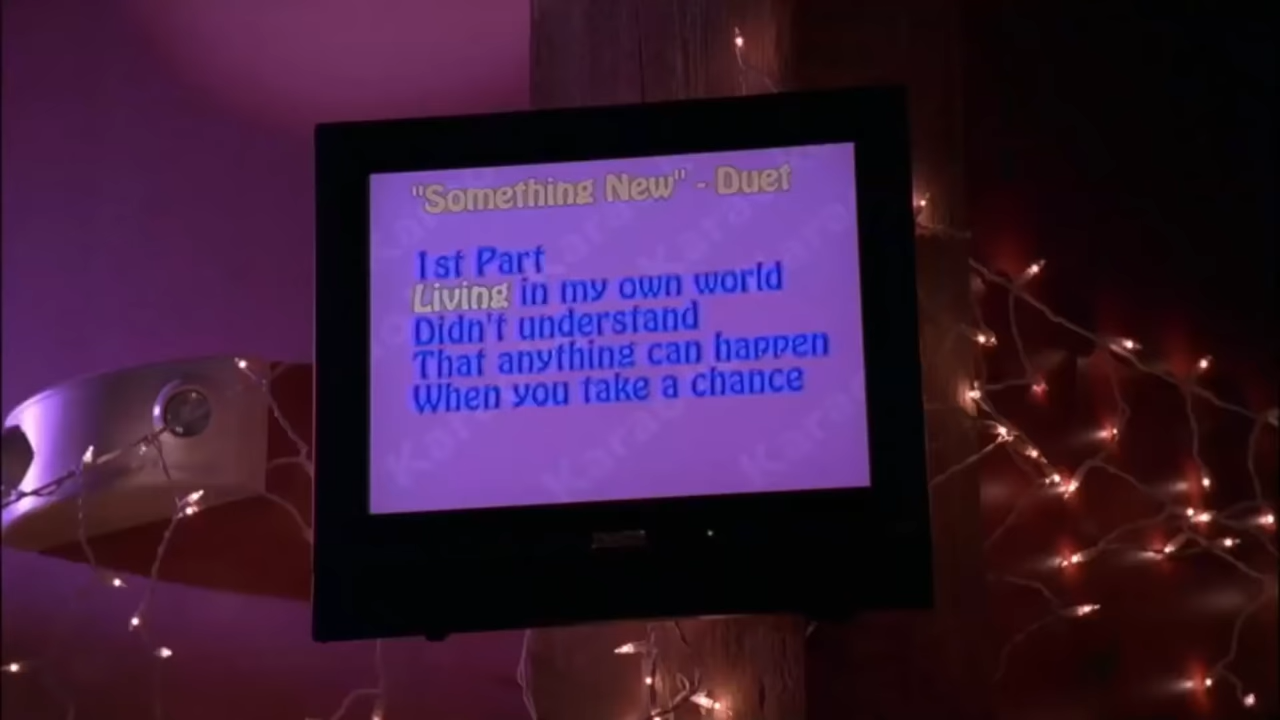 "Something New" - Duet
1st Part
Living in my own world
Didn't understand
That anything can happen
When you take a chance